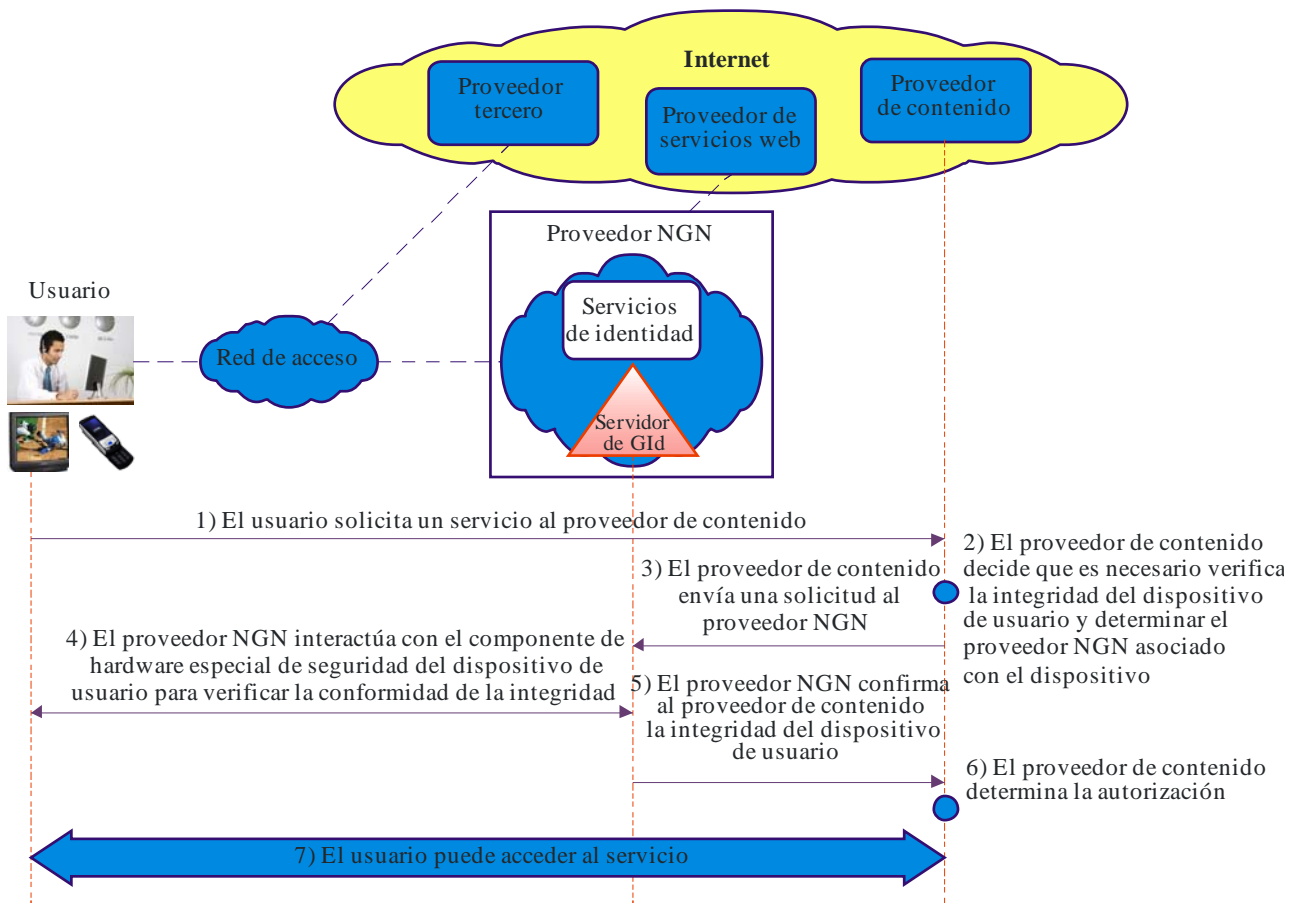 Internet
Proveedor
tercero
Proveedor de
servicios web
Proveedor
de contenido
Proveedor NGN
Usuario
Servicios
de identidad
Red de acceso
Servidor
de GId
1) El usuario solicita un servicio al proveedor de contenido
2) El proveedor de contenido
decide que es necesario verifica
la integridad del dispositivo
de usuario y determinar el
proveedor NGN asociado
con el dispositivo
3) El proveedor de contenido
envía una solicitud al
proveedor NGN
4) El proveedor NGN interactúa con el componente de
hardware especial de seguridad del dispositivo de
usuario para verificar la conformidad de la integridad
5) El proveedor NGN confirma
al proveedor de contenido
la integridad del dispositivo
de usuario
6) El proveedor de contenido
determina la autorización
7) El usuario puede acceder al servicio